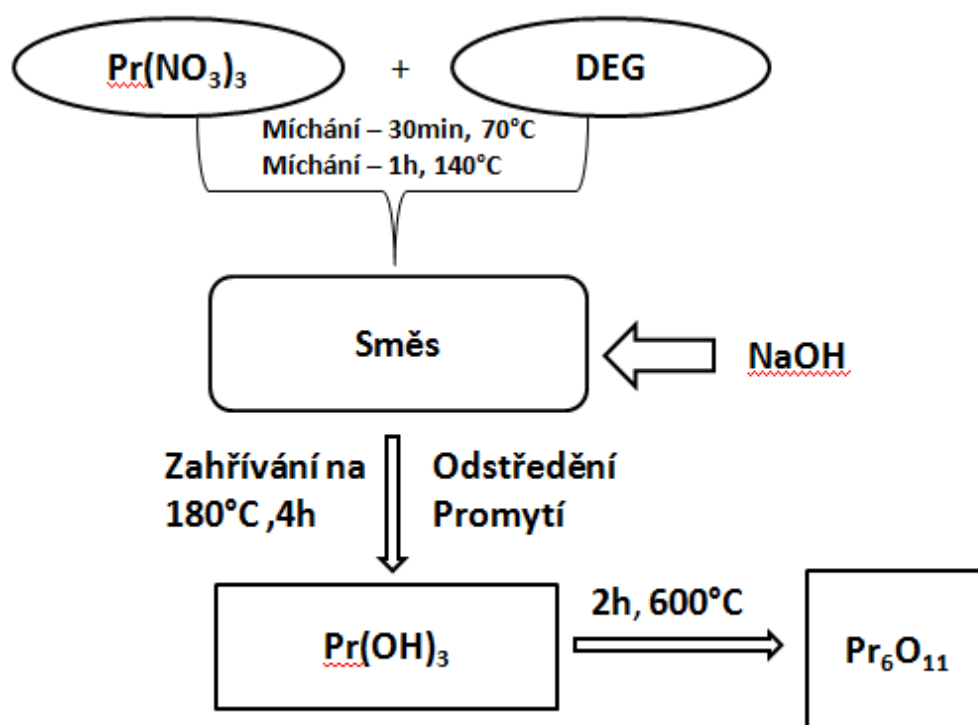 Pr(NO₃)₃ + DEG
Míchání – 30min, 70°C
Míchání – 1h, 140°C
Směs
NaOH
Zahřívání na
180°C ,4h
Odstředění
Promytí
2h, 600°C
Pr(OH)₃
Pr₆O₁₁